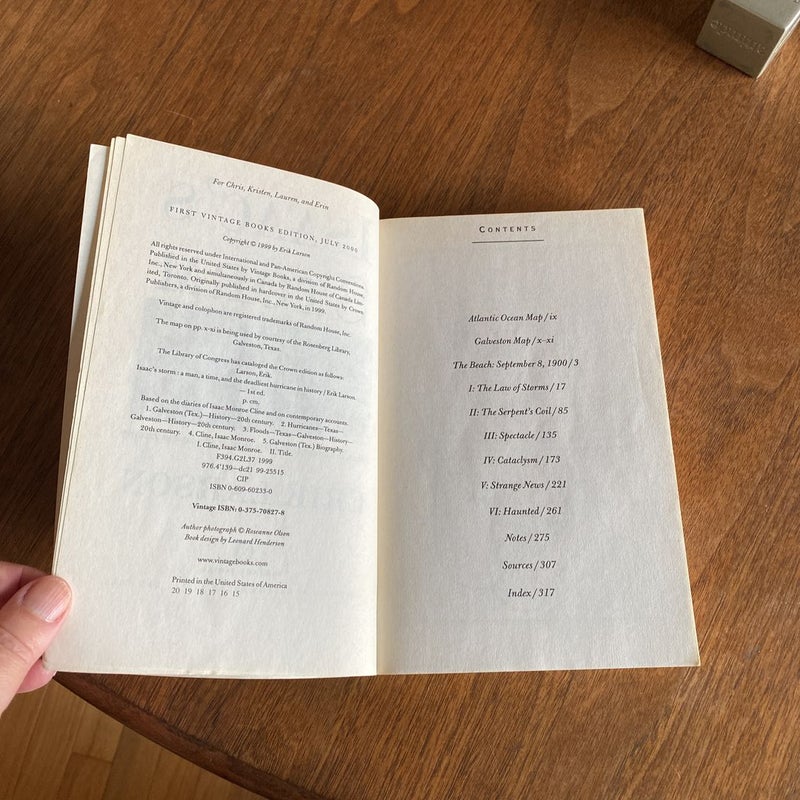 For Chris, Kristen, Lauren, and Erin
FIRST VINTAGE BOOKS EDITION, JULY 2000
Copyright © 1999 by Erik Larson
All rights reserved under International and Pan-American Copyright Conventions.
Published in the United States by Vintage Books, a division of Random House,
Inc., New York and simultaneously in Canada by Random House of Canada Lim-
ited, Toronto. Originally published in hardcover in the United States by Crown
Publishers, a division of Random House, Inc., New York, in 1999.
Vintage and colophon are registered trademarks of Random House, Inc.
The map on pp. x-xi is being used by courtesy of the Rosenberg Library,
Galveston, Texas.
The Library of Congress has cataloged the Crown edition as follows:
Larson, Erik.
Isaac's storm : a man, a time, and the deadliest hurricane in history / Erik Larson.
— 1st ed.
p. cm.
Based on the diaries of Isaac Monroe Cline and on contemporary accounts.
1. Galveston (Tex.)—History—20th century. 2. Hurricanes—Texas—
Galveston—History—20th century. 3. Floods—Texas—Galveston—History—
20th century. 4. Cline, Isaac Monroe. 5. Galveston (Tex.) Biography.
I. Cline, Isaac Monroe. II. Title.
F394.G2L37 1999
976.4'139—dc21 99-25515
CIP
ISBN 0-609-60233-0
Vintage ISBN: 0-375-70827-8
Author photograph © Roseanne Olson
Book design by Leonard Henderson
www.vintagebooks.com
Printed in the United States of America
20 19 18 17 16 15
CONTENTS
Atlantic Ocean Map / ix
Galveston Map / x-xi
The Beach: September 8, 1900 / 3
I: The Law of Storms / 17
II: The Serpent's Coil / 85
III: Spectacle / 135
IV: Cataclysm / 173
V: Strange News / 221
VI: Haunted / 261
Notes / 275
Sources / 307
Index / 317